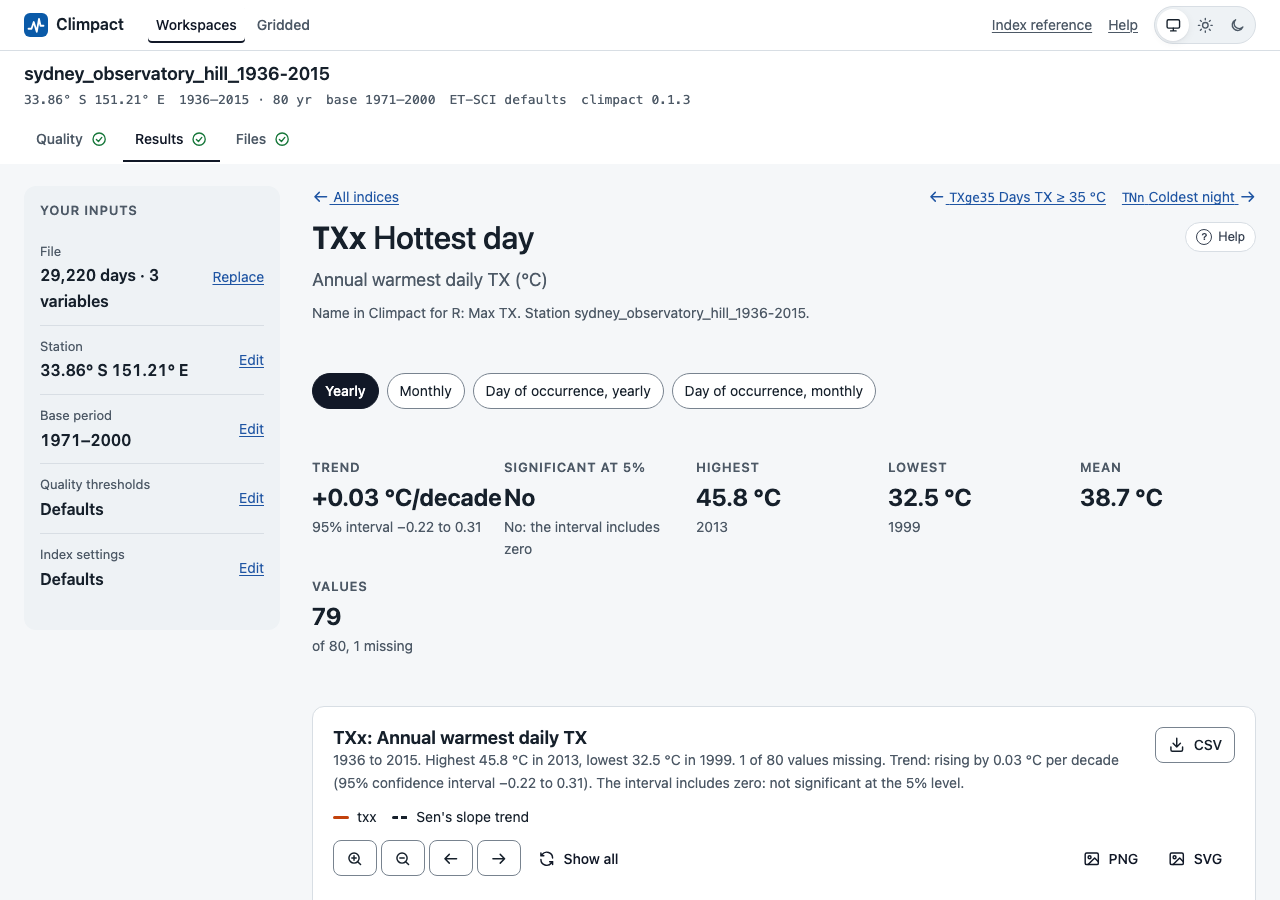 Climpact
Workspaces
Gridded
Index reference
Help
sydney_observatory_hill_1936-2015
33.86° S 151.21° E 1936–2015 · 80 yr base 1971–2000 ET-SCI defaults climpact 0.1.3
Quality
Results
Files
YOUR INPUTS
File
29,220 days · 3
variables
Replace
Station
33.86° S 151.21° E
Edit
Base period
1971–2000
Edit
Quality thresholds
Defaults
Edit
Index settings
Defaults
Edit
← All indices
← TXge35 Days TX ≥ 35 °C
TNn Coldest night →
TXx Hottest day
Help
Annual warmest daily TX (°C)
Name in Climpact for R: Max TX. Station sydney_observatory_hill_1936-2015.
Yearly
Monthly
Day of occurrence, yearly
Day of occurrence, monthly
TREND
+0.03 °C/decade
95% interval −0.22 to 0.31
SIGNIFICANT AT 5%
No
No: the interval includes
zero
HIGHEST
45.8 °C
2013
LOWEST
32.5 °C
1999
MEAN
38.7 °C
VALUES
79
of 80, 1 missing
TXx: Annual warmest daily TX
1936 to 2015. Highest 45.8 °C in 2013, lowest 32.5 °C in 1999. 1 of 80 values missing. Trend: rising by 0.03 °C per decade
(95% confidence interval −0.22 to 0.31). The interval includes zero: not significant at the 5% level.
CSV
txx
Sen's slope trend
Show all
PNG
SVG